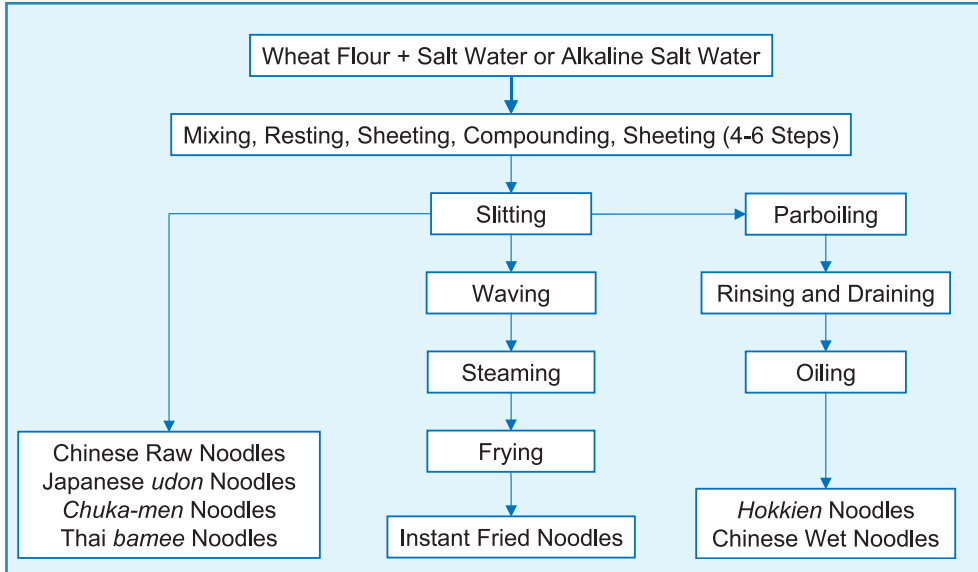 Wheat Flour + Salt Water or Alkaline Salt Water
Mixing, Resting, Sheeting, Compounding, Sheeting (4-6 Steps)
Slitting
Parboiling
Waving
Rinsing and Draining
Steaming
Oiling
Frying
Chinese Raw Noodles
Japanese udon Noodles
Chuka-men Noodles
Thai bamee Noodles
Instant Fried Noodles
Hokkien Noodles
Chinese Wet Noodles